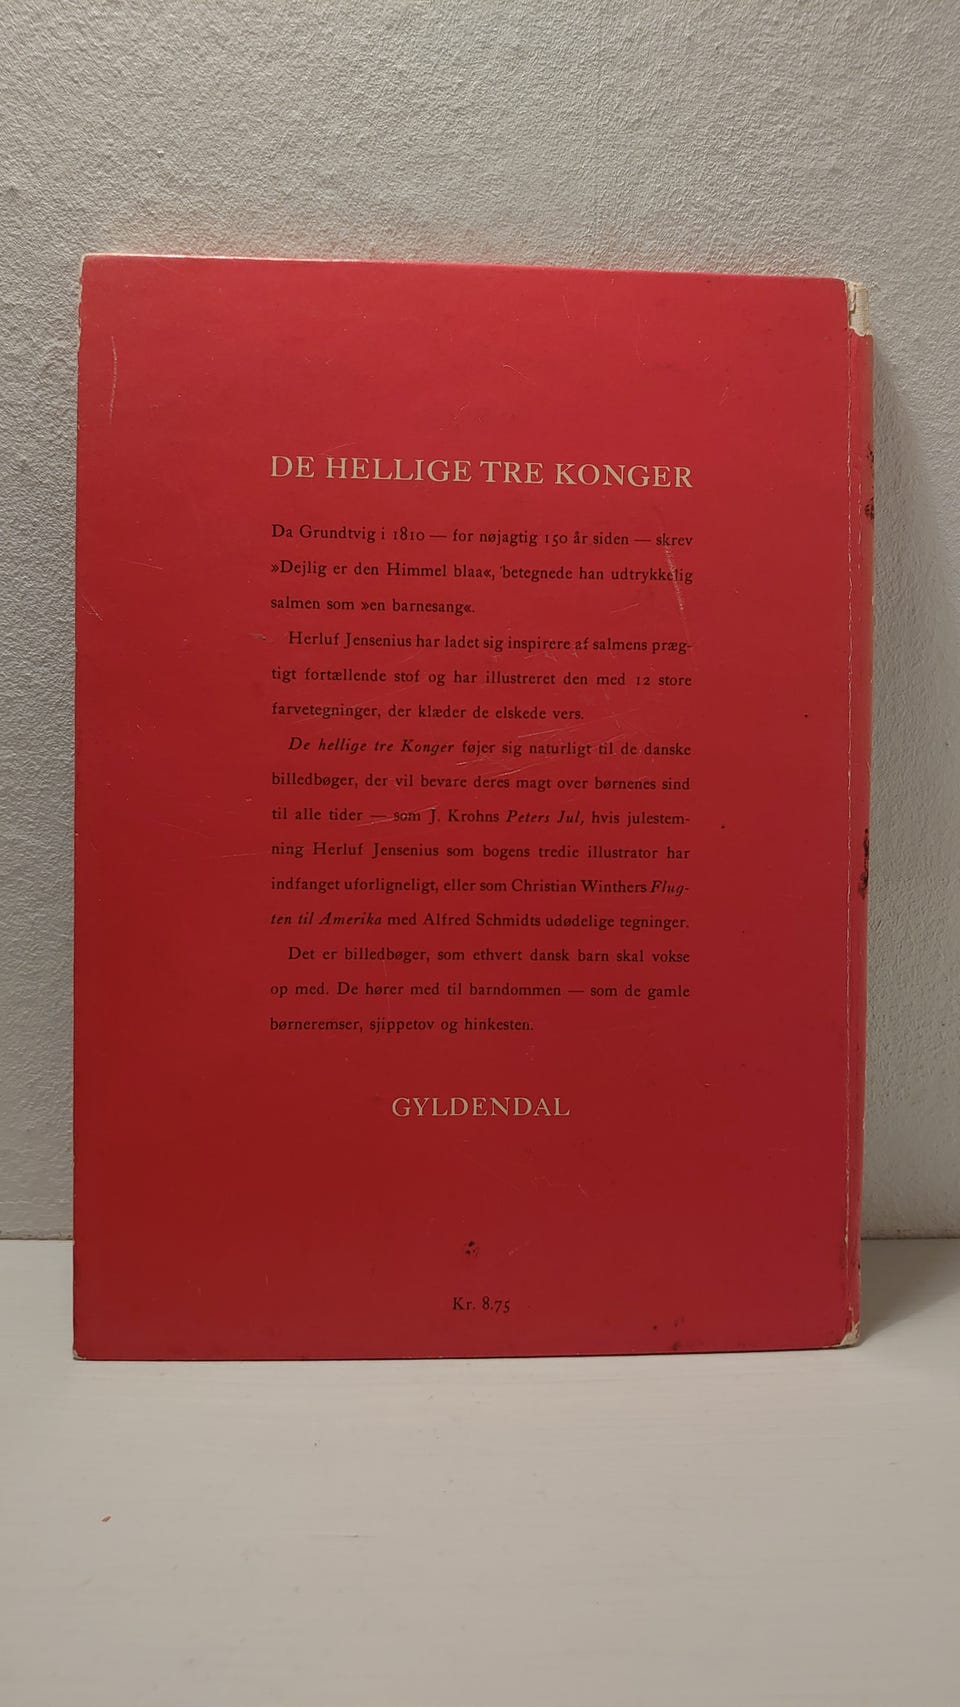 DE HELLIGE TRE KONGER
Da Grundtvig i 1810 — for nøjagtig 150 år siden — skrev
»Dejlig er den Himmel blaa«, betegnede han udtrykkelig
salmen som »en barnesang«.
Herluf Jensenius har ladet sig inspirere af salmens præg-
tigt fortællende stof og har illustreret den med 12 store
farvetegninger, der klæder de elskede vers.
De hellige tre Konger føjer sig naturligt til de danske
billedbøger, der vil bevare deres magt over børnenes sind
til alle tider — som J. Krohns Peters Jul, hvis julestem-
ning Herluf Jensenius som bogens tredie illustrator har
indfanget uforligneligt, eller som Christian Winthers Flug-
ten til Amerika med Alfred Schmidts udødelige tegninger.
Det er billedbøger, som ethvert dansk barn skal vokse
op med. De hører med til barndommen — som de gamle
børneremser, sjippetov og hinkesten.
GYLDENDAL
Kr. 8.75